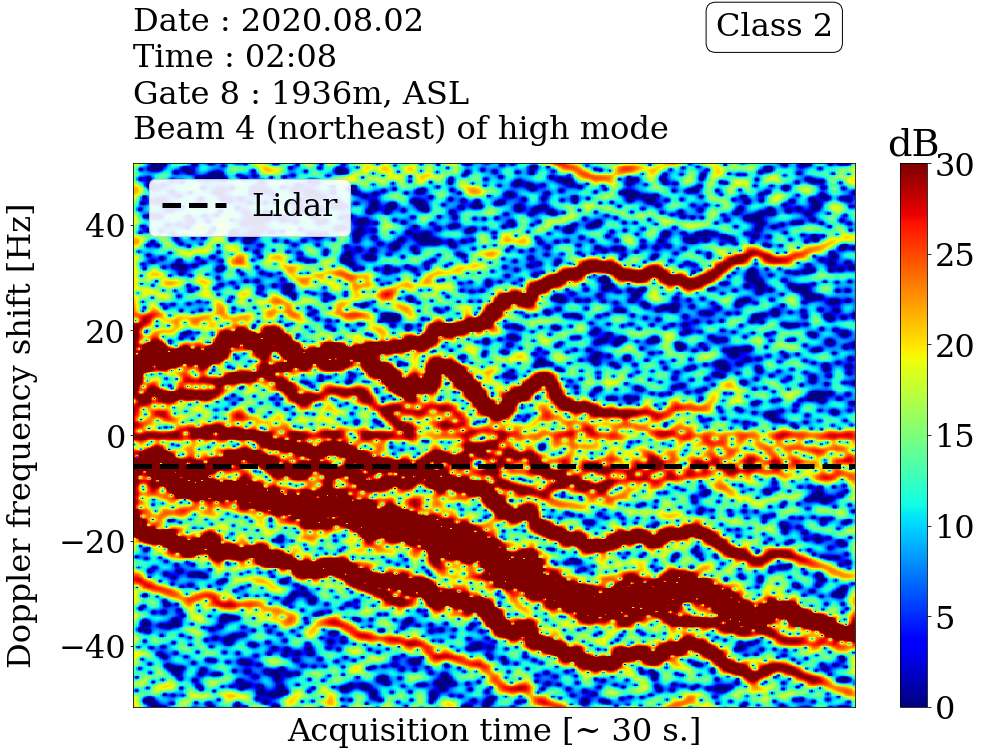 Date : 2020.08.02
Time : 02:08
Gate 8 : 1936m, ASL
Beam 4 (northeast) of high mode
Class 2
dB
Lidar
Doppler frequency shift [Hz]
40
20
0
−20
−40
Acquisition time [~ 30 s.]
30
25
20
15
10
5
0